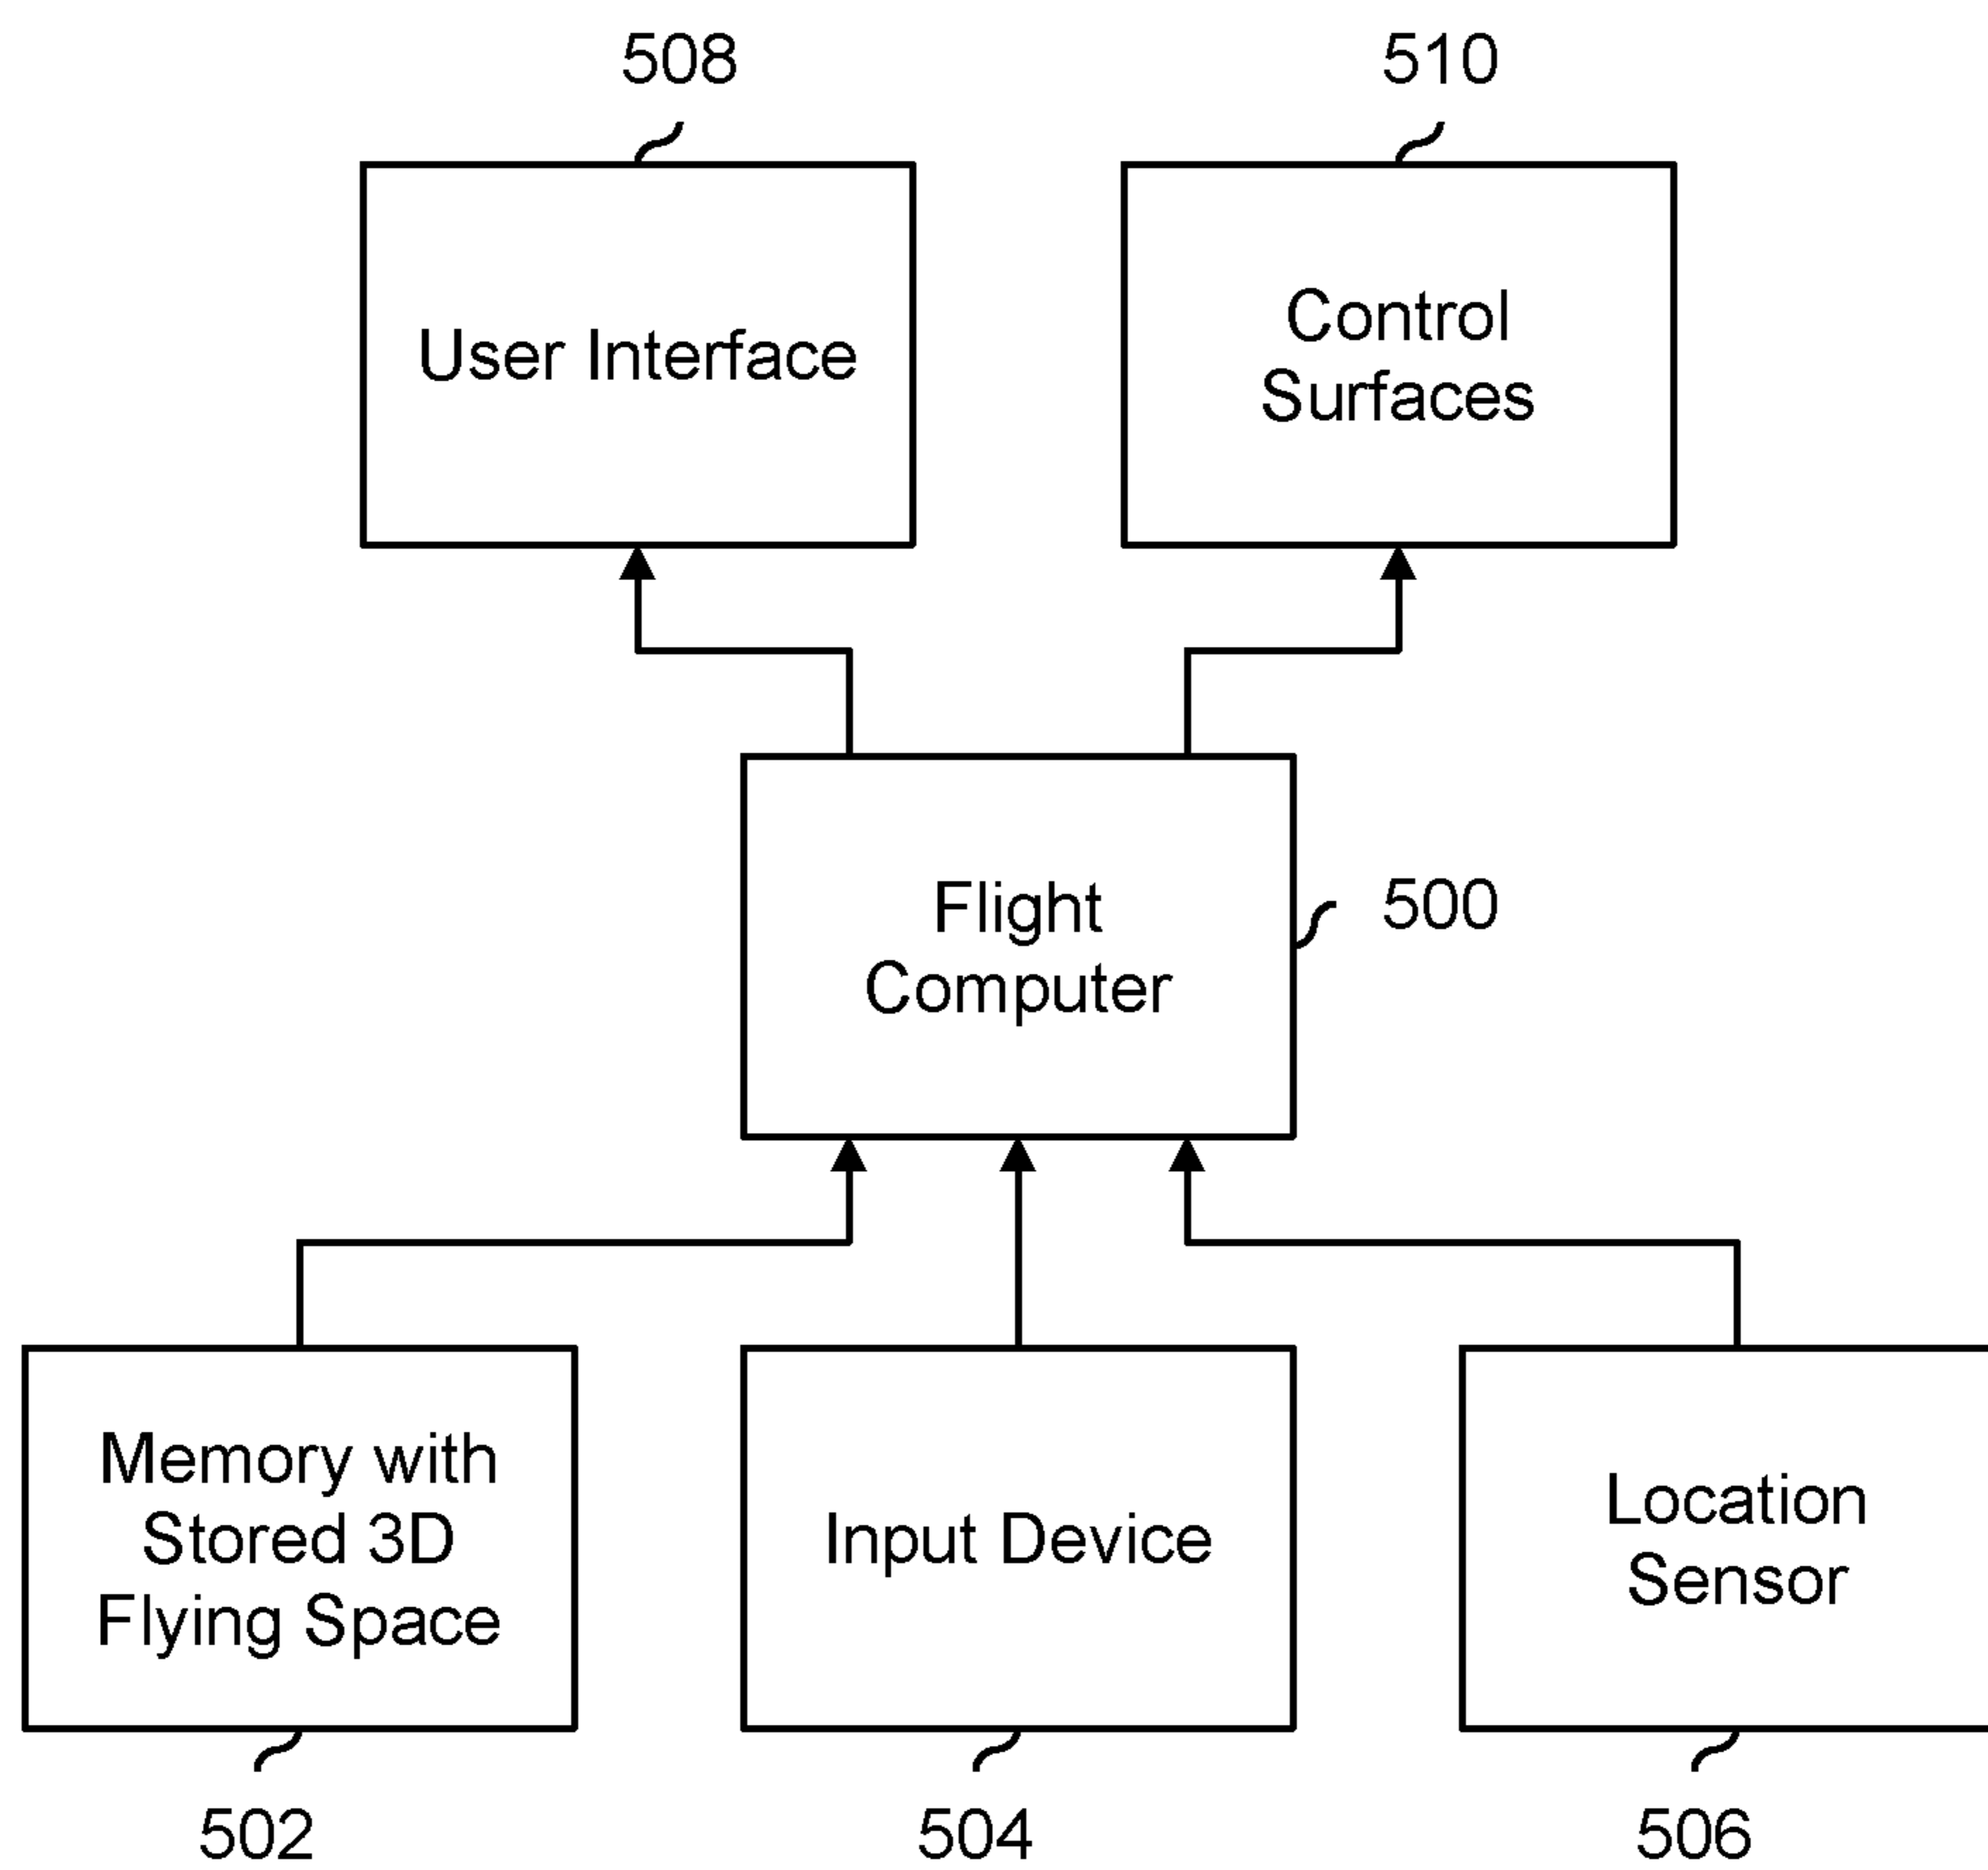 508
510
User Interface
Control
Surfaces
Flight
Computer
500
Memory with
Stored 3D
Flying Space
Input Device
Location
Sensor
502
504
506